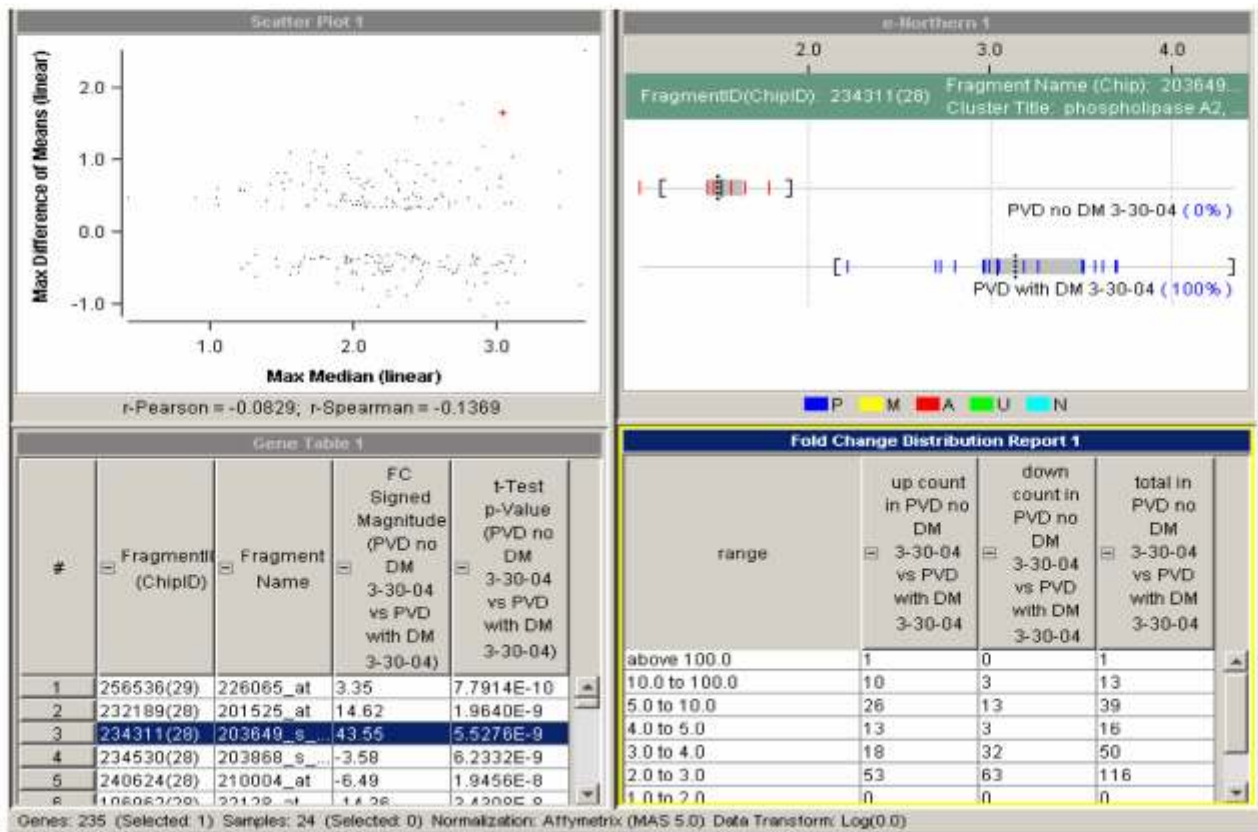 Scatter Plot 1
Max Difference of Means (linear)
2.0
1.0
0.0
-1.0
1.0 2.0 3.0
Max Median (linear)
r-Pearson = -0.0829; r-Spearman = -0.1369
e-Northern 1
2.0 3.0 4.0
FragmentID(ChipID): 234311(28) Fragment Name (Chip): 203649...
Cluster Title: phospholipase A2, ...
PVD no DM 3-30-04 ( 0% )
PVD with DM 3-30-04 ( 100% )
P M A U N
Gene Table 1
# FragmentID (ChipID) Fragment Name FC Signed Magnitude (PVD no DM 3-30-04 vs PVD with DM 3-30-04) t-Test p-Value (PVD no DM 3-30-04 vs PVD with DM 3-30-04)
1 256536(29) 226065_at 3.35 7.7914E-10
2 232189(28) 201525_at 14.62 1.9640E-9
3 234311(28) 203649_s_... 43.55 5.5276E-9
4 234530(28) 203868_s_... -3.58 6.2332E-9
5 240624(28) 210004_at -6.49 1.9456E-8
Fold Change Distribution Report 1
range up count in PVD no DM 3-30-04 vs PVD with DM 3-30-04 down count in PVD no DM 3-30-04 vs PVD with DM 3-30-04 total in PVD no DM 3-30-04 vs PVD with DM 3-30-04
above 100.0 1 0 1
10.0 to 100.0 10 3 13
5.0 to 10.0 26 13 39
4.0 to 5.0 13 3 16
3.0 to 4.0 18 32 50
2.0 to 3.0 53 63 116
1.0 to 2.0 0 0 0
Genes: 235 (Selected: 1) Samples: 24 (Selected: 0) Normalization: Affymetrix (MAS 5.0) Data Transform: Log(0.0)